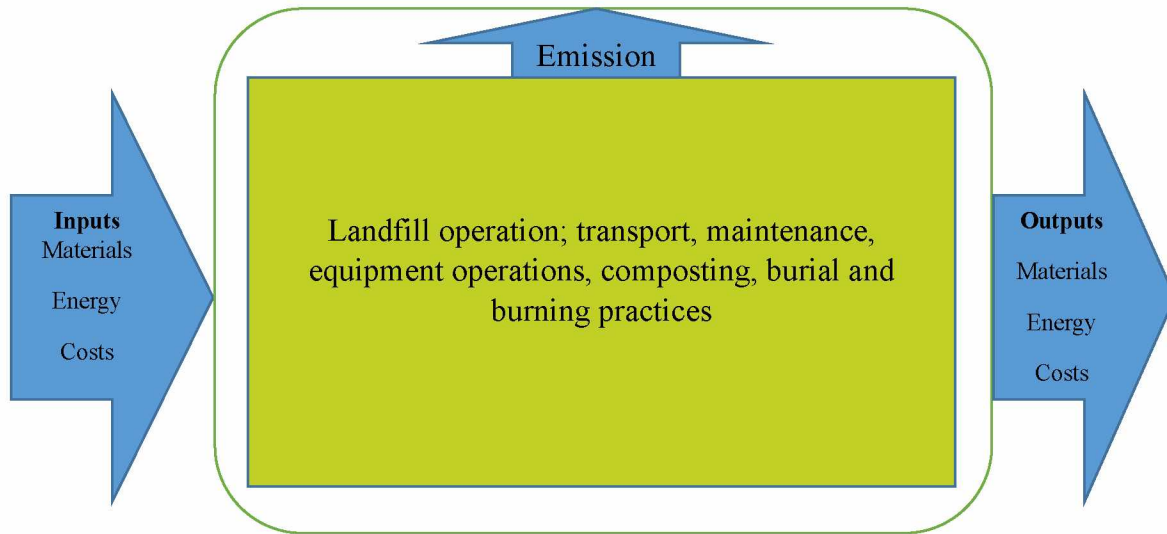 Emission
Inputs
Materials
Energy
Costs
Landfill operation; transport, maintenance,
equipment operations, composting, burial and
burning practices
Outputs
Materials
Energy
Costs